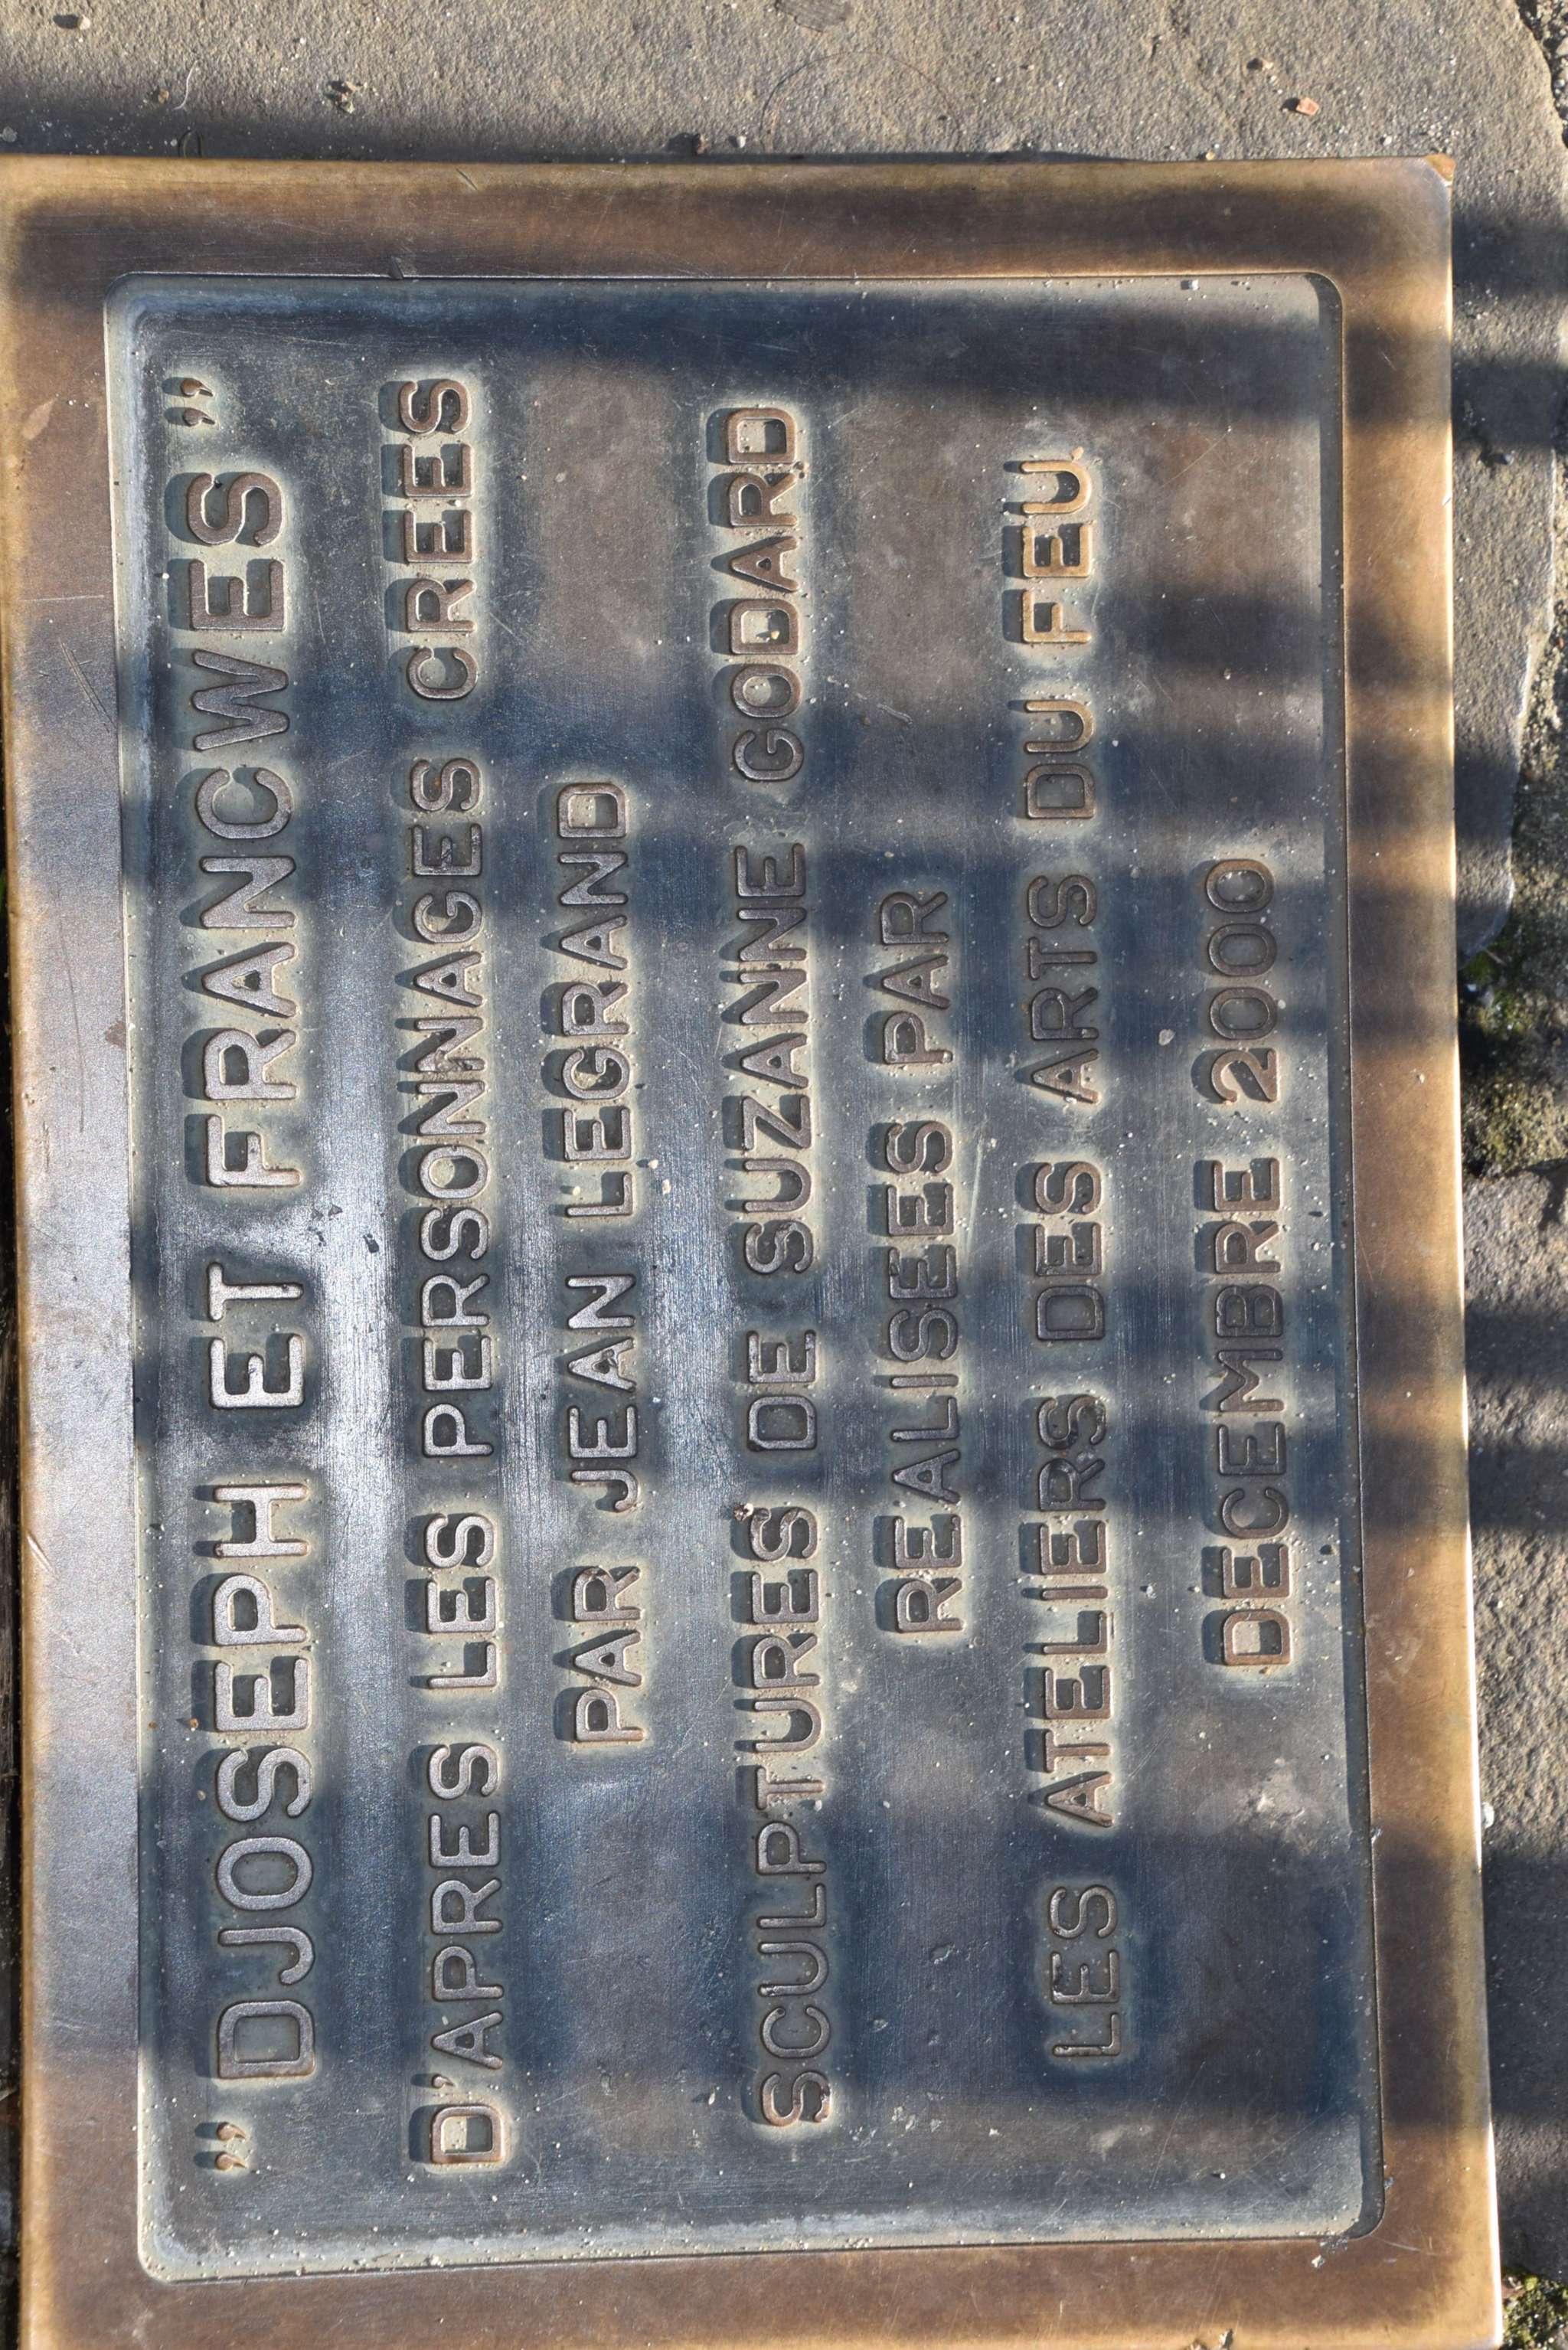 ” DJOSEPH ET FRANCWES ”
D'APRES LES PERSONNAGES CREES
PAR JEAN LEGRAND
SCULPTURES DE SUZANNE GODARD
REALISEES PAR
LES ATELIERS DES ARTS DU FEU
DECEMBRE 2000